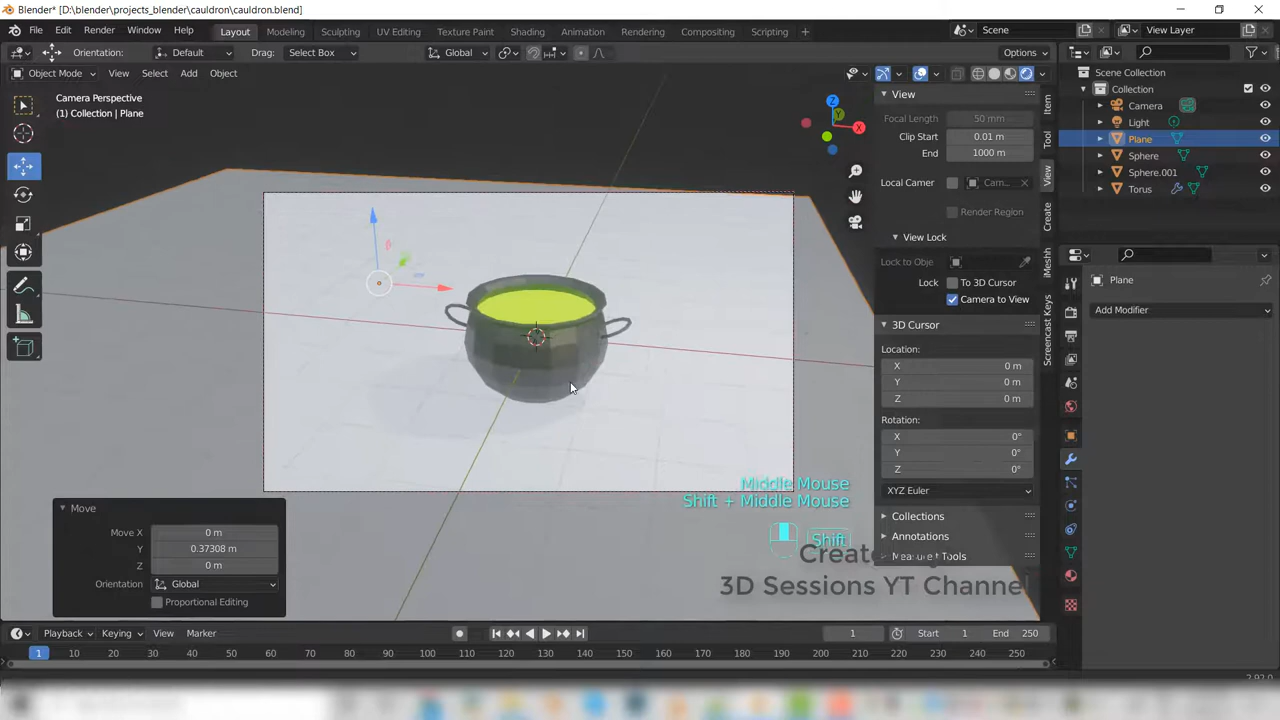 Blender* [D:\blender\projects_blender\cauldron\cauldron.blend]
File Edit Render Window Help
Layout Modeling Sculpting UV Editing Texture Paint Shading Animation Rendering Compositing Scripting +
Scene
View Layer
Orientation: Default Drag: Select Box Global Options
Object Mode View Select Add Object
Camera Perspective
(1) Collection | Plane
Z
Y
X
View
Focal Length 50 mm
Clip Start 0.01 m
End 1000 m
Local Camer Cam...
Render Region
View Lock
Lock to Obje
Lock To 3D Cursor
Camera to View
3D Cursor
Location:
X 0 m
Y 0 m
Z 0 m
Rotation:
X 0°
Y 0°
Z 0°
XYZ Euler
Collections
Annotations
Item
Tool
View
Create
iMeshh
Screencast Keys
Scene Collection
Collection
Camera
Light
Plane
Sphere
Sphere.001
Torus
Plane
Add Modifier
Move
Move X 0 m
Y 0.37308 m
Z 0 m
Orientation Global
Proportional Editing
Middle Mouse
Shift + Middle Mouse
Shift
3D Sessions YT Channel
Playback Keying View Marker
1 Start 1 End 250
1 10 20 30 40 50 60 70 80 90 100 110 120 130 140 150 160 170 180 190 200 210 220 230 240 250